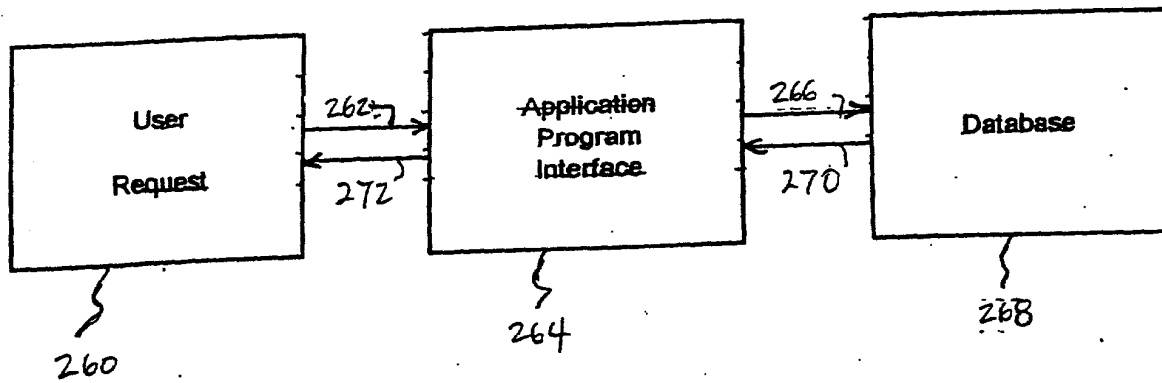 User
Request
262
272
Application
Program
Interface
266
270
Database
260
264
268